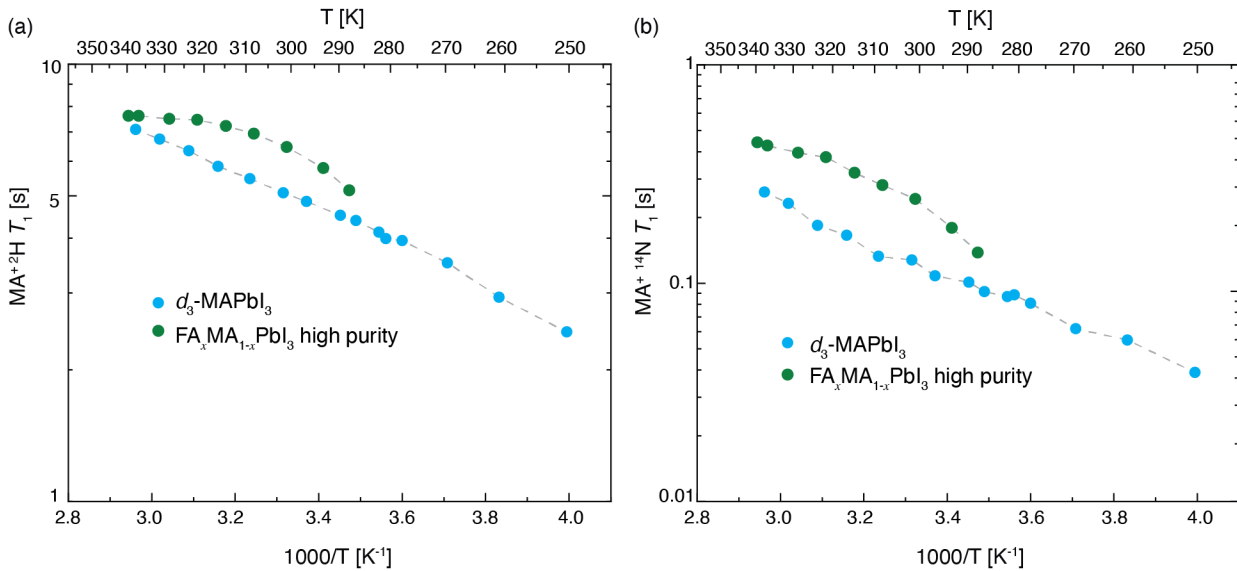 (a)
T [K]
350 340 330 320 310 300 290 280 270 260 250
10
5
1
MA⁺ ²H T₁ [s]
d₃-MAPbI₃
FAₓMA₁₋ₓPbI₃ high purity
2.8 3.0 3.2 3.4 3.6 3.8 4.0
1000/T [K⁻¹]
(b)
T [K]
350 340 330 320 310 300 290 280 270 260 250
1
0.1
0.01
MA⁺ ¹⁴N T₁ [s]
d₃-MAPbI₃
FAₓMA₁₋ₓPbI₃ high purity
2.8 3.0 3.2 3.4 3.6 3.8 4.0
1000/T [K⁻¹]